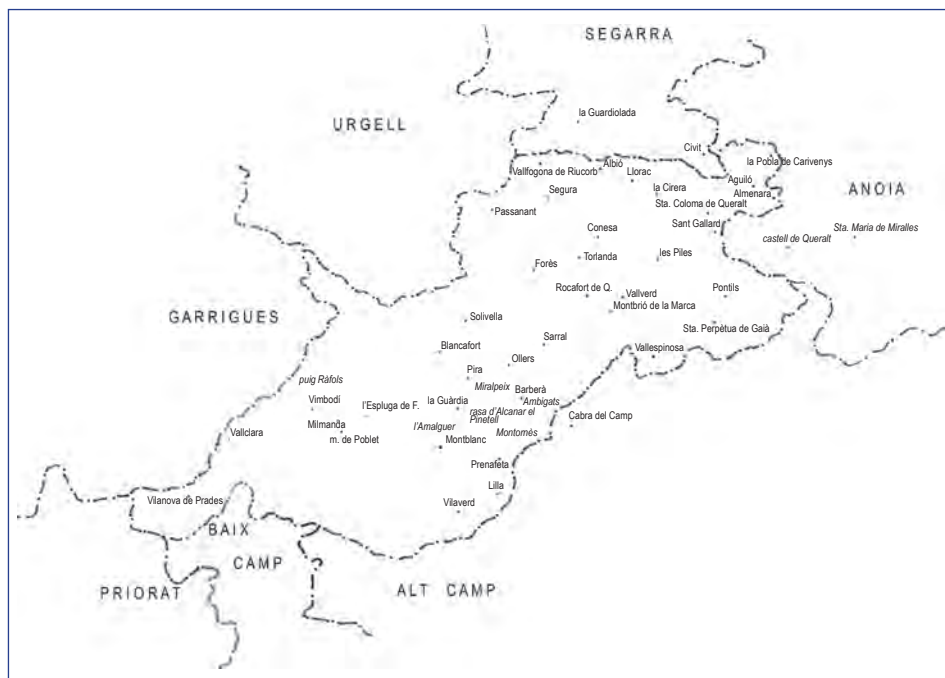 SEGARRA
la Guardiolada
URGELL
Civit
la Pobla de Carivenys
Vallfogona de Riucorb
Albió
Llorac
Aguiló
ANOIA
Segura
la Cirera
Almenara
Passanant
Sta. Coloma de Queralt
Sant Gallard
Sta. Maria de Miralles
Conesa
castell de Queralt
Forès
Torlanda
les Piles
Rocafort de Q.
Vallverd
Pontils
Montbrió de la Marca
GARRIGUES
Solivella
Sta. Perpètua de Gaià
Blancafort
Sarral
Vallespinosa
Ollers
Pira
puig Ràfols
Miralpeix
Barberà
Vimbodí
l'Espluga de F.
la Guàrdia
Ambigats
rasa d'Alcanar el
Pinetell
Cabra del Camp
Milmanda
l'Amalguer
Vallclara
m. de Poblet
Montblanc
Montornès
Prenafeta
Lilla
Vilanova de Prades
Vilaverd
BAIX
CAMP
PRIORAT
ALT CAMP